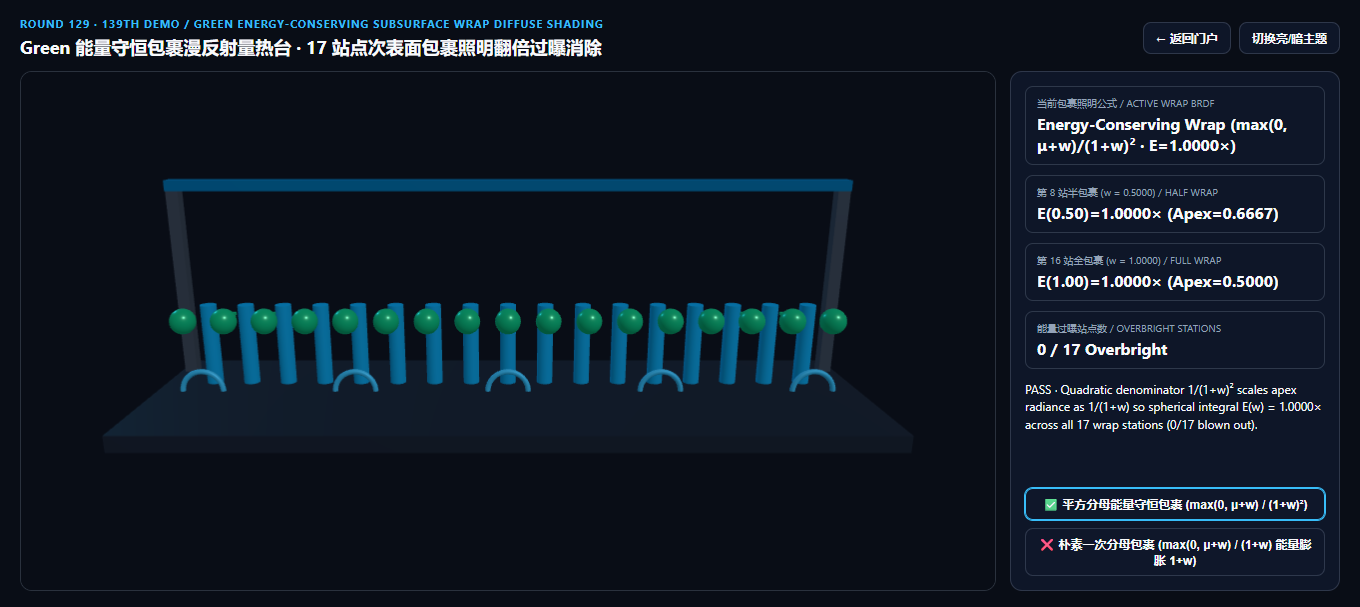 ROUND 129 · 139TH DEMO / GREEN ENERGY-CONSERVING SUBSURFACE WRAP DIFFUSE SHADING
Green 能量守恒包裹漫反射量热台 · 17 站点次表面包裹照明翻倍过曝消除
← 返回门户
切换亮/暗主题
当前包裹照明公式 / ACTIVE WRAP BRDF
Energy-Conserving Wrap (max(0,
μ+w)/(1+w)² · E=1.0000×)
第 8 站半包裹 (w = 0.5000) / HALF WRAP
E(0.50)=1.0000× (Apex=0.6667)
第 16 站全包裹 (w = 1.0000) / FULL WRAP
E(1.00)=1.0000× (Apex=0.5000)
能量过曝站点数 / OVERBRIGHT STATIONS
0 / 17 Overbright
PASS · Quadratic denominator 1/(1+w)² scales apex
radiance as 1/(1+w) so spherical integral E(w) = 1.0000×
across all 17 wrap stations (0/17 blown out).
✅ 平方分母能量守恒包裹 (max(0, μ+w) / (1+w)²)
❌ 朴素一次分母包裹 (max(0, μ+w) / (1+w) 能量膨
胀 1+w)